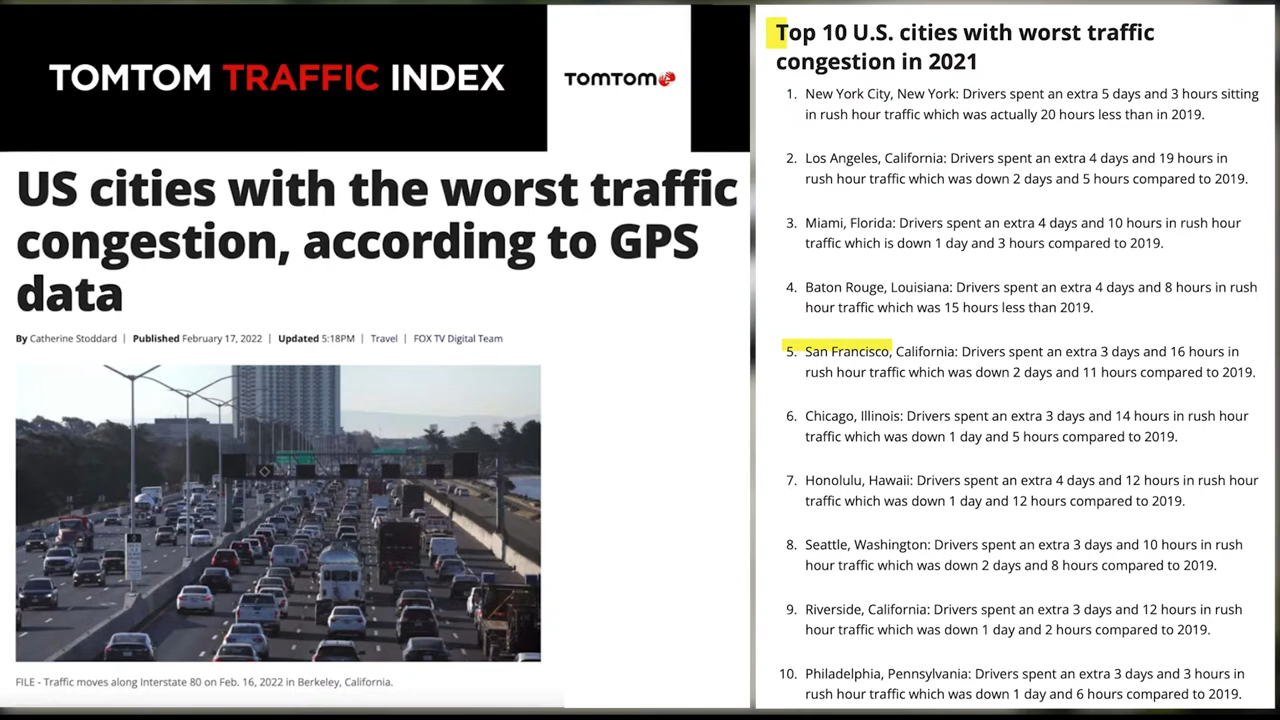 TOMTOM TRAFFIC INDEX
TOMTOM
US cities with the worst traffic
congestion, according to GPS
data
By Catherine Stoddard | Published February 17, 2022 | Updated 5:18PM | Travel | FOX TV Digital Team
FILE - Traffic moves along Interstate 80 on Feb. 16, 2022 in Berkeley, California.
Top 10 U.S. cities with worst traffic
congestion in 2021
1. New York City, New York: Drivers spent an extra 5 days and 3 hours sitting
in rush hour traffic which was actually 20 hours less than in 2019.
2. Los Angeles, California: Drivers spent an extra 4 days and 19 hours in
rush hour traffic which was down 2 days and 5 hours compared to 2019.
3. Miami, Florida: Drivers spent an extra 4 days and 10 hours in rush hour
traffic which is down 1 day and 3 hours compared to 2019.
4. Baton Rouge, Louisiana: Drivers spent an extra 4 days and 8 hours in rush
hour traffic which was 15 hours less than 2019.
5. San Francisco, California: Drivers spent an extra 3 days and 16 hours in
rush hour traffic which was down 2 days and 11 hours compared to 2019.
6. Chicago, Illinois: Drivers spent an extra 3 days and 14 hours in rush hour
traffic which was down 1 day and 5 hours compared to 2019.
7. Honolulu, Hawaii: Drivers spent an extra 4 days and 12 hours in rush hour
traffic which was down 1 day and 12 hours compared to 2019.
8. Seattle, Washington: Drivers spent an extra 3 days and 10 hours in rush
hour traffic which was down 2 days and 8 hours compared to 2019.
9. Riverside, California: Drivers spent an extra 3 days and 12 hours in rush
hour traffic which was down 1 day and 2 hours compared to 2019.
10. Philadelphia, Pennsylvania: Drivers spent an extra 3 days and 3 hours in
rush hour traffic which was down 1 day and 6 hours compared to 2019.